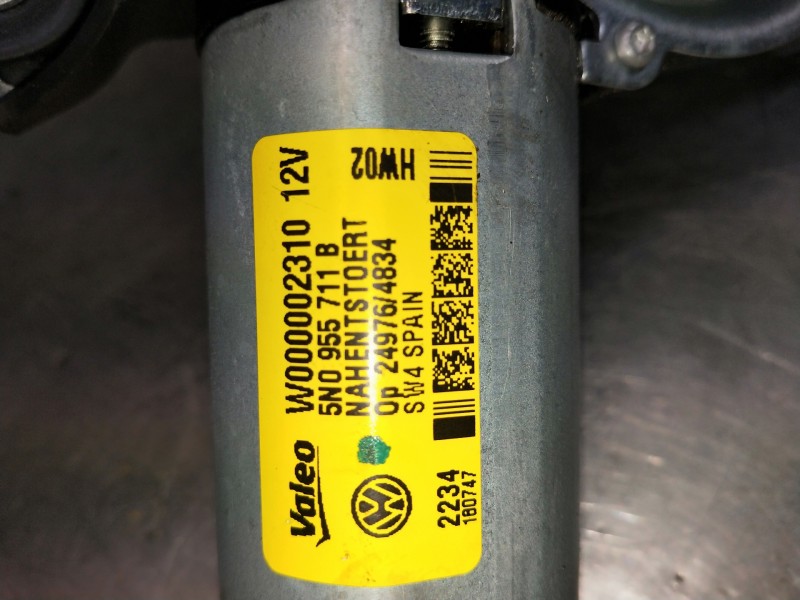 Valeo W000002310 12V
5N0 955 711 B
NAHENTSTOERT
Op 24976/4834
SW4 SPAIN
HW02
2234
180747